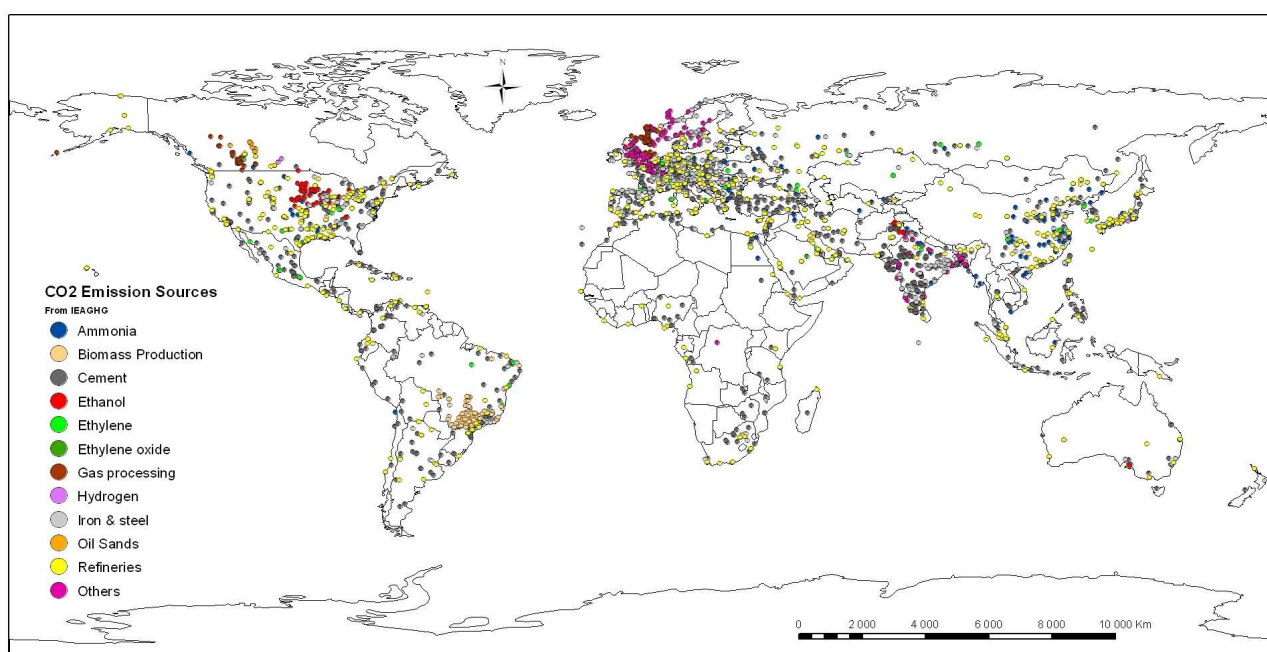 N
CO2 Emission Sources
From IEAGHG
Ammonia
Biomass Production
Cement
Ethanol
Ethylene
Ethylene oxide
Gas processing
Hydrogen
Iron & steel
Oil Sands
Refineries
Others
0 2 000 4 000 6 000 8 000 10 000 Km